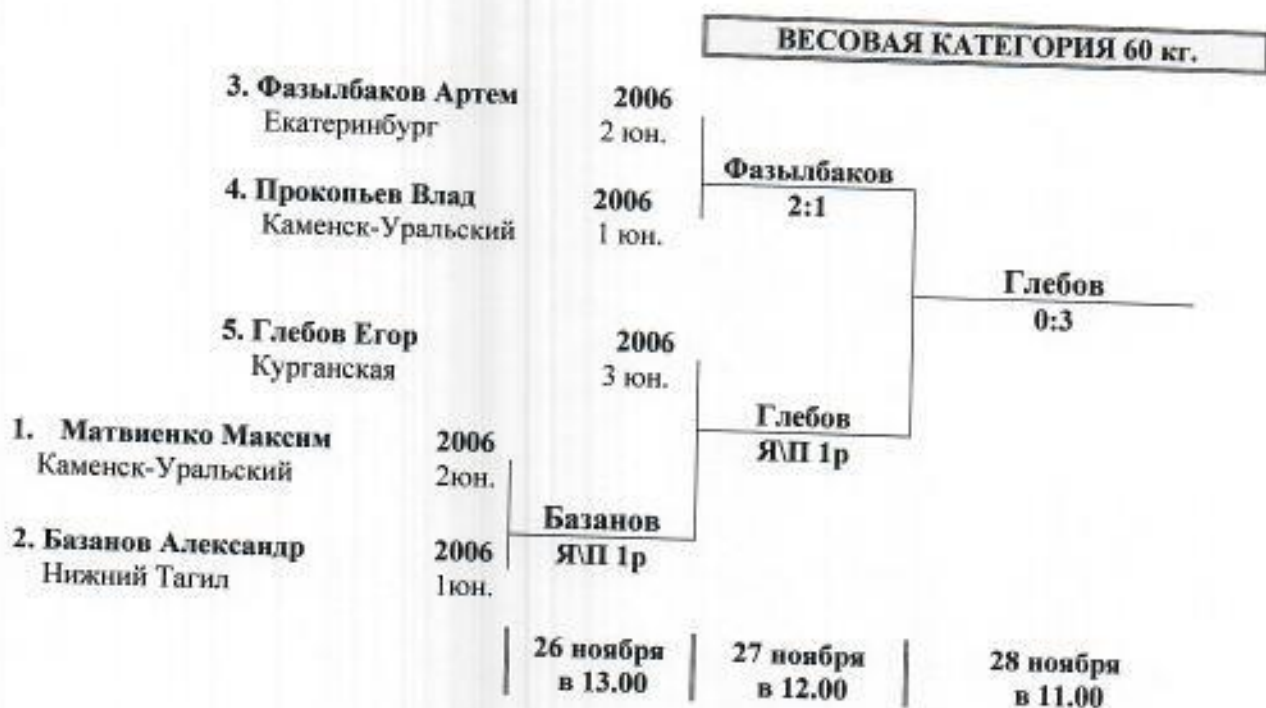 ВЕСОВАЯ КАТЕГОРИЯ 60 кг.
3. Фазылбаков Артем 2006
Екатеринбург 2 юн.
Фазылбаков
2:1
4. Прокопьев Влад 2006
Каменск-Уральский 1 юн.
Глебов
0:3
5. Глебов Егор 2006
Курганская 3 юн.
Глебов
Я\П 1р
1. Матвиенко Максим 2006
Каменск-Уральский 2юн.
Базанов
Я\П 1р
2. Базанов Александр 2006
Нижний Тагил 1юн.
26 ноября
в 13.00
27 ноября
в 12.00
28 ноября
в 11.00